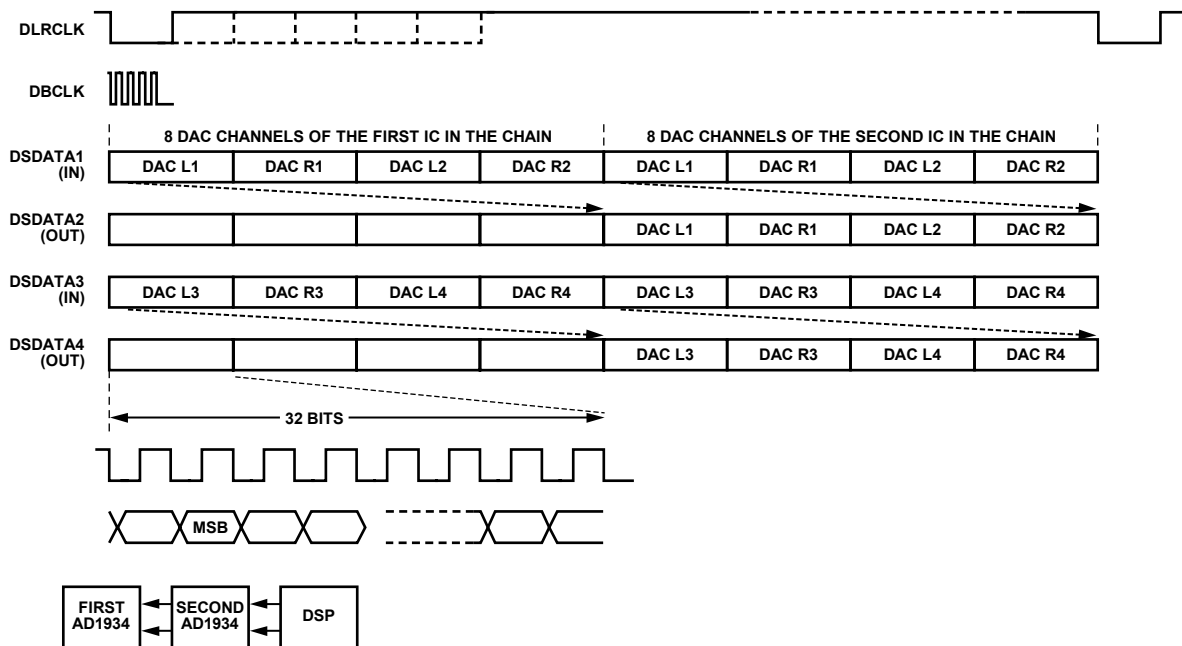 DLRCLK
DBCLK
8 DAC CHANNELS OF THE FIRST IC IN THE CHAIN
8 DAC CHANNELS OF THE SECOND IC IN THE CHAIN
DSDATA1
(IN)
DAC L1
DAC R1
DAC L2
DAC R2
DAC L1
DAC R1
DAC L2
DAC R2
DSDATA2
(OUT)
DAC L1
DAC R1
DAC L2
DAC R2
DSDATA3
(IN)
DAC L3
DAC R3
DAC L4
DAC R4
DAC L3
DAC R3
DAC L4
DAC R4
DSDATA4
(OUT)
DAC L3
DAC R3
DAC L4
DAC R4
32 BITS
MSB
FIRST
AD1934
SECOND
AD1934
DSP